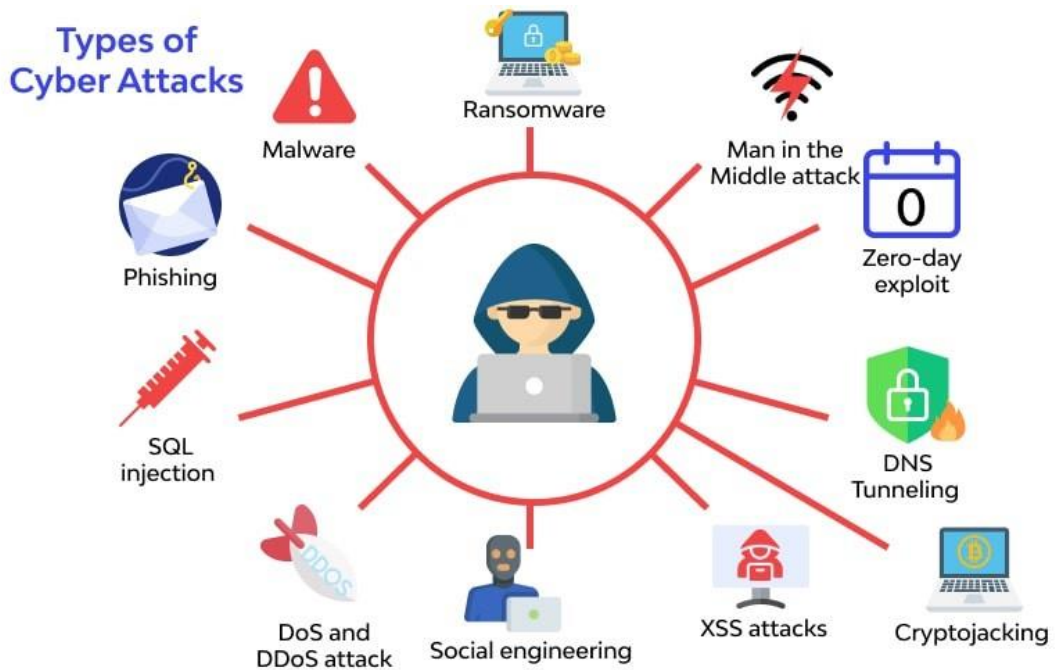 Types of
Cyber Attacks
Ransomware
Malware
Man in the
Middle attack
0
Zero-day
exploit
Phishing
SQL
injection
DNS
Tunneling
DDOS
DoS and
DDoS attack
Social engineering
XSS attacks
Cryptojacking